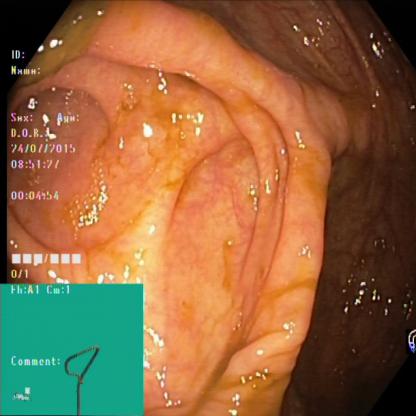 ID:
Name:
Sex: Age:
D.O.B.:
24/07/2015
08:51:27
00:04:54
0/1
Eh:A1 Cm:1
Comment: